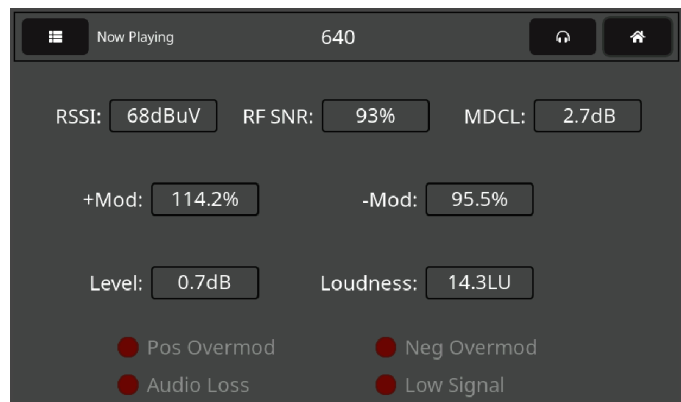 Now Playing 640
RSSI: 68dBuV RF SNR: 93% MDCL: 2.7dB
+Mod: 114.2% -Mod: 95.5%
Level: 0.7dB Loudness: 14.3LU
Pos Overmod Neg Overmod
Audio Loss Low Signal